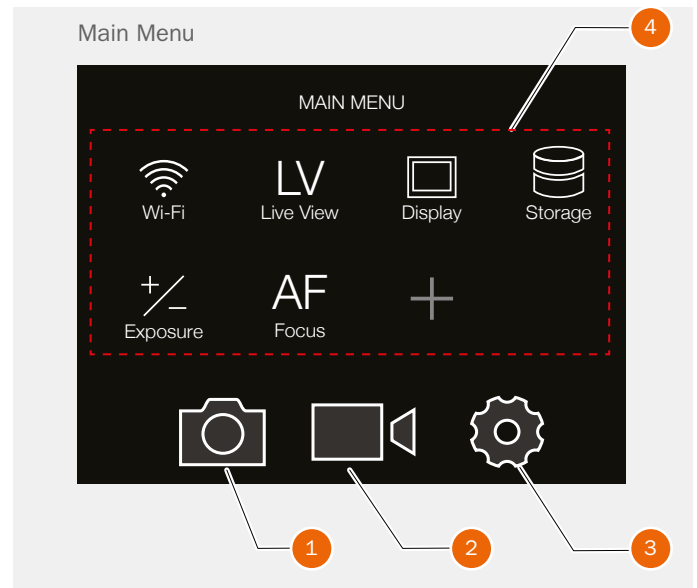 Main Menu
4
MAIN MENU
LV
Wi-Fi Live View Display Storage
+/- AF
Exposure Focus
1 2 3